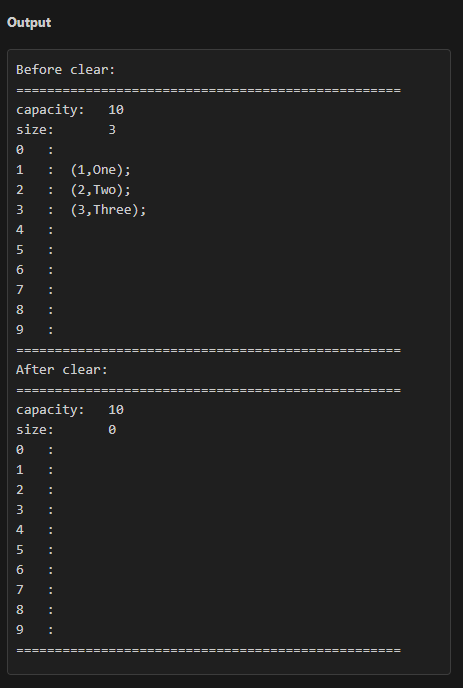 Output
Before clear:
==================================================
capacity:   10
size:       3
0   :
1   :  (1,One);
2   :  (2,Two);
3   :  (3,Three);
4   :
5   :
6   :
7   :
8   :
9   :
==================================================
After clear:
==================================================
capacity:   10
size:       0
0   :
1   :
2   :
3   :
4   :
5   :
6   :
7   :
8   :
9   :
==================================================